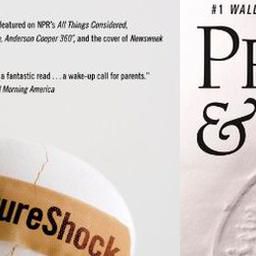 featured on NPR's All Things Considered,
Anderson Cooper 360°, and the cover of Newsweek
a fantastic read . . . a wake-up call for parents."
Morning America
ureShock
#1 WALL
P
&